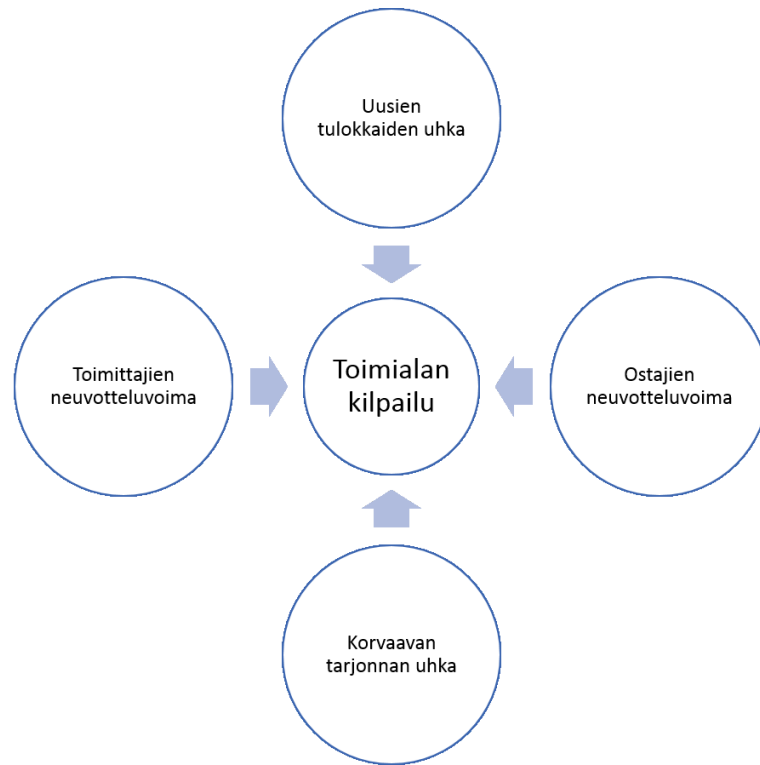 Uusien
tulokkaiden uhka
Toimittajien
neuvotteluvoima
Toimialan
kilpailu
Ostajien
neuvotteluvoima
Korvaavan
tarjonnan uhka